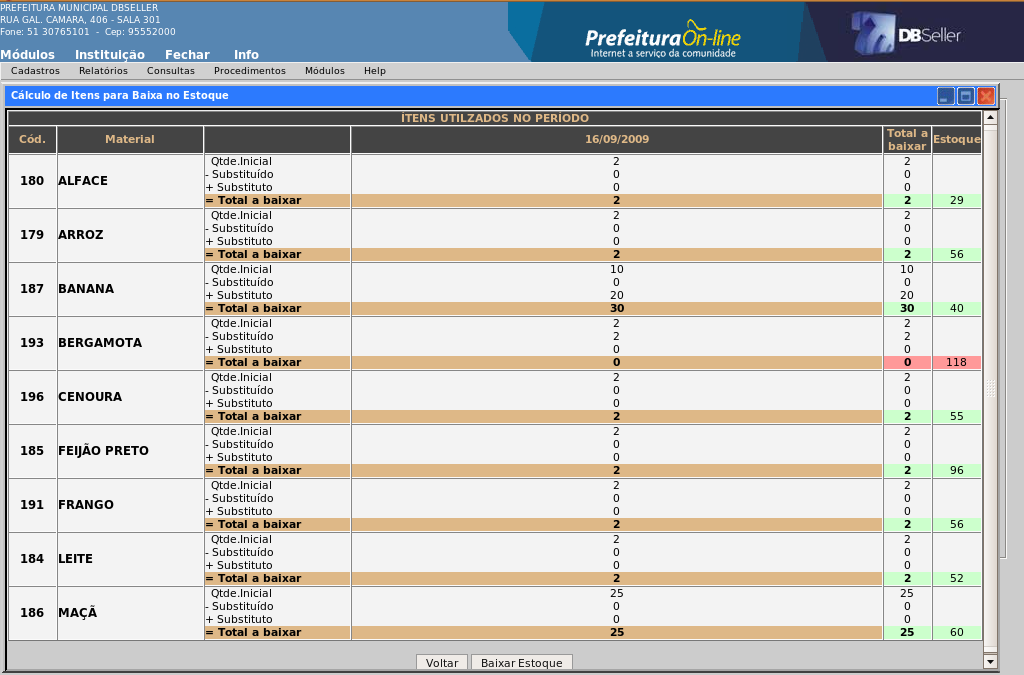 PREFEITURA MUNICIPAL DBSELLER
RUA GAL. CAMARA, 406 - SALA 301
Fone: 51 30765101 - Cep: 95552000
Prefeitura On-line
Internet a serviço da comunidade
DBSeller
Módulos Instituição Fechar Info
Cadastros Relatórios Consultas Procedimentos Módulos Help
Cálculo de Itens para Baixa no Estoque
ITENS UTILZADOS NO PERÍODO
Cód. Material 16/09/2009 Total a baixar Estoque
180 ALFACE
Qtde.Inicial 2 2
- Substituído 0 0
+ Substituto 0 0
= Total a baixar 2 2 29
179 ARROZ
Qtde.Inicial 2 2
- Substituído 0 0
+ Substituto 0 0
= Total a baixar 2 2 56
187 BANANA
Qtde.Inicial 10 10
- Substituído 0 0
+ Substituto 20 20
= Total a baixar 30 30 40
193 BERGAMOTA
Qtde.Inicial 2 2
- Substituído 2 2
+ Substituto 0 0
= Total a baixar 0 0 118
196 CENOURA
Qtde.Inicial 2 2
- Substituído 0 0
+ Substituto 0 0
= Total a baixar 2 2 55
185 FEIJÃO PRETO
Qtde.Inicial 2 2
- Substituído 0 0
+ Substituto 0 0
= Total a baixar 2 2 96
191 FRANGO
Qtde.Inicial 2 2
- Substituído 0 0
+ Substituto 0 0
= Total a baixar 2 2 56
184 LEITE
Qtde.Inicial 2 2
- Substituído 0 0
+ Substituto 0 0
= Total a baixar 2 2 52
186 MAÇÃ
Qtde.Inicial 25 25
- Substituído 0 0
+ Substituto 0 0
= Total a baixar 25 25 60
Voltar Baixar Estoque